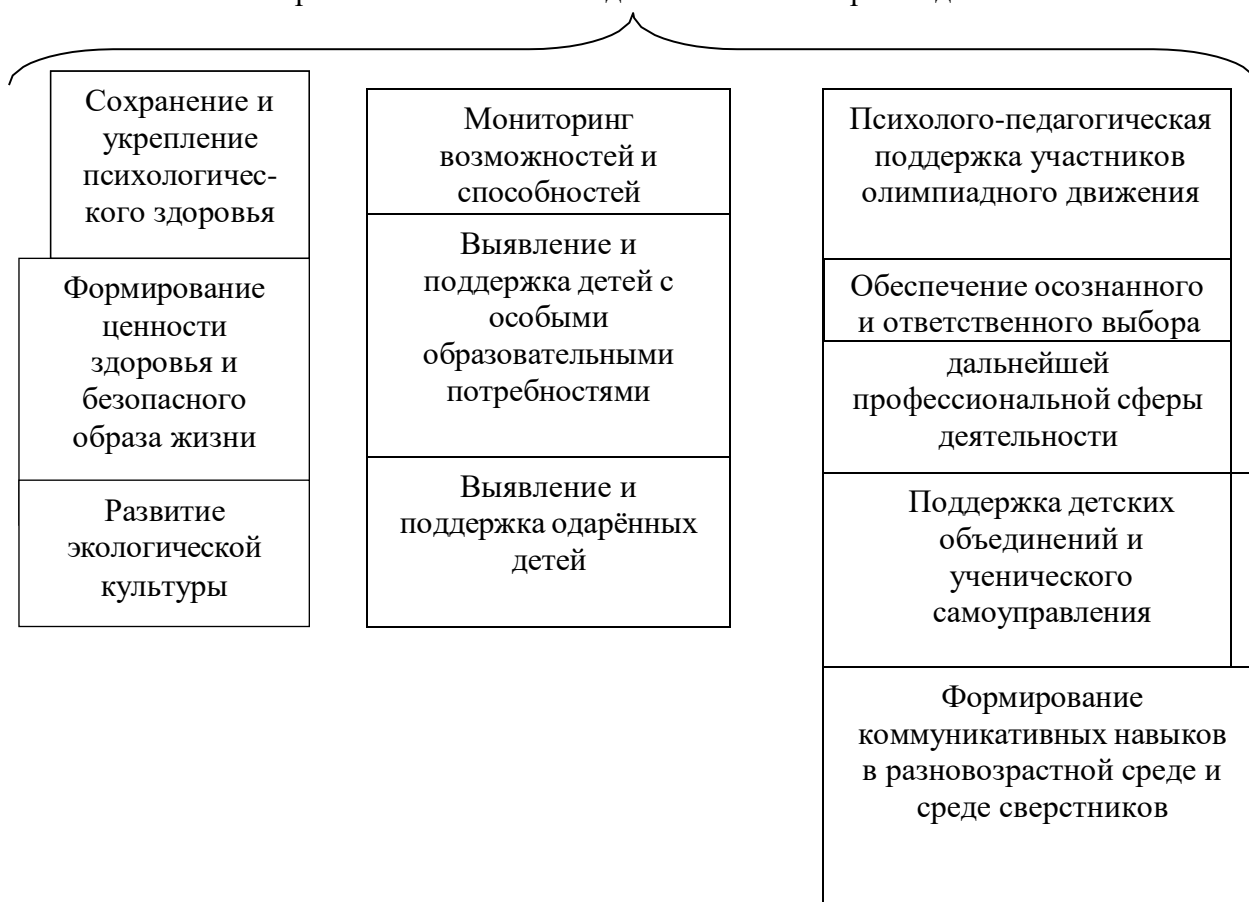 Сохранение и
укрепление
психологичес-
кого здоровья
Формирование
ценности
здоровья и
безопасного
образа жизни
Развитие
экологической
культуры
Мониторинг
возможностей и
способностей
Выявление и
поддержка детей с
особыми
образовательными
потребностями
Выявление и
поддержка одарённых
детей
Психолого-педагогическая
поддержка участников
олимпиадного движения
Обеспечение осознанного
и ответственного выбора
дальнейшей
профессиональной сферы
деятельности
Поддержка детских
объединений и
ученического
самоуправления
Формирование
коммуникативных навыков
в разновозрастной среде и
среде сверстников